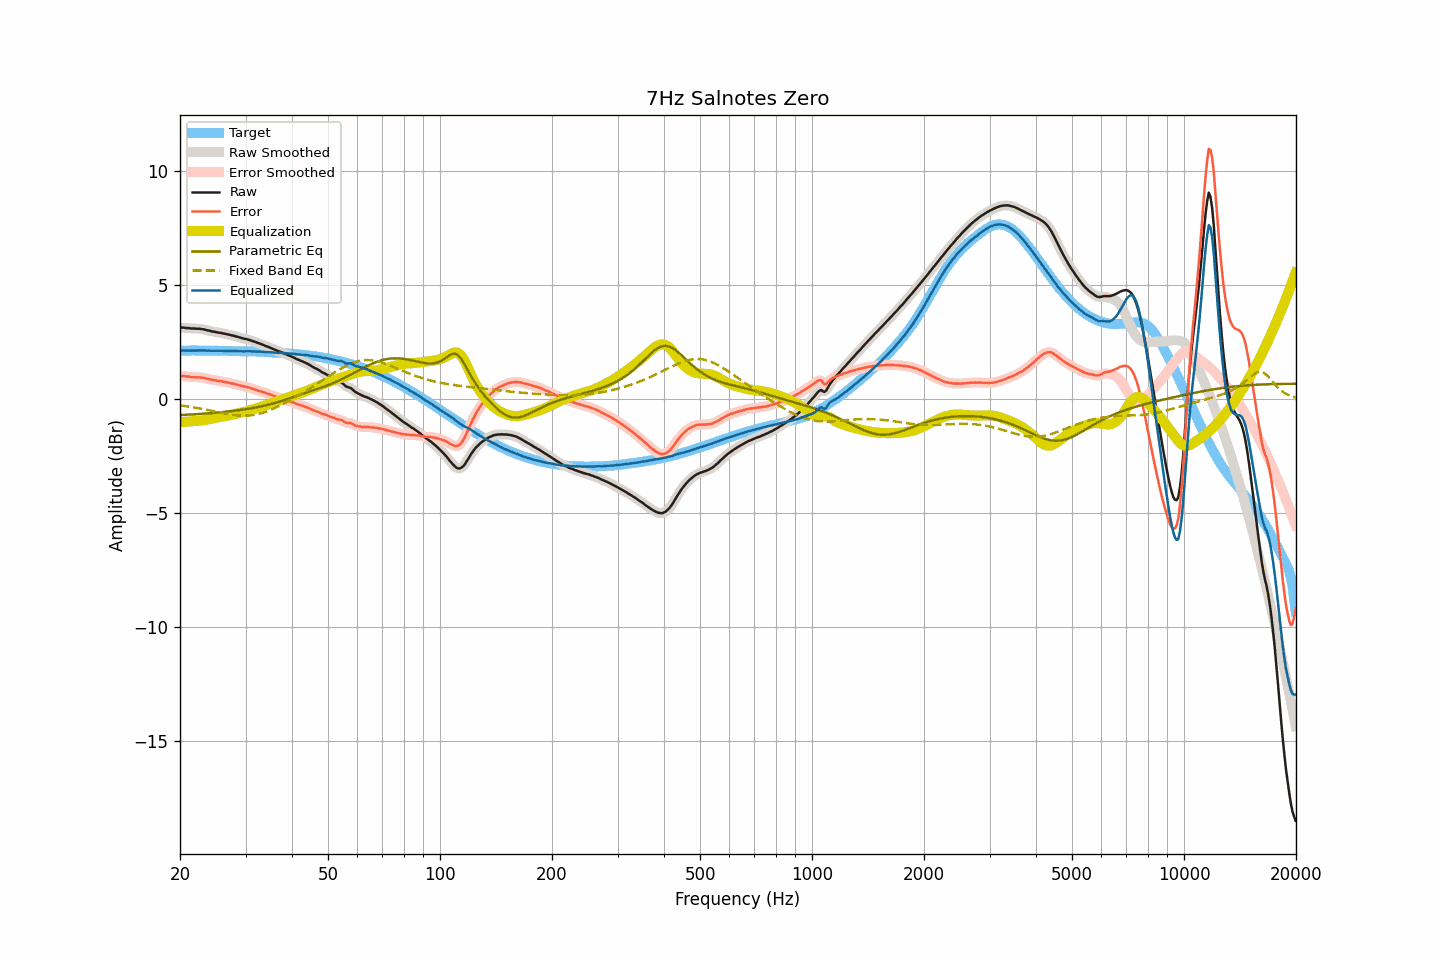 7Hz Salnotes Zero
Target
Raw Smoothed
Error Smoothed
Raw
Error
Equalization
Parametric Eq
Fixed Band Eq
Equalized
10
5
0
−5
−10
−15
Amplitude (dBr)
20 50 100 200 500 1000 2000 5000 10000 20000
Frequency (Hz)